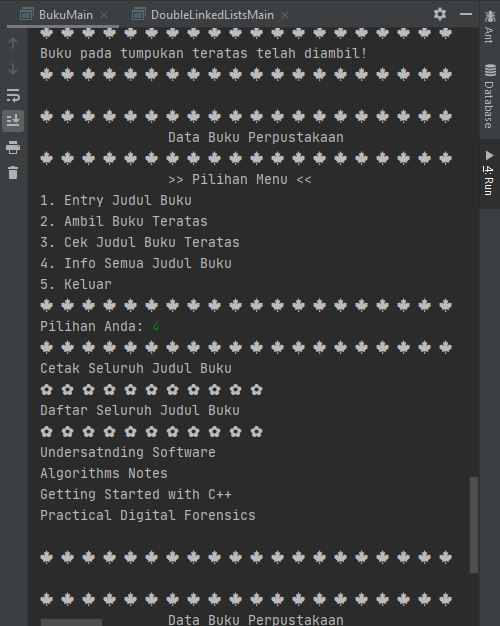 BukuMain
DoubleLinkedListsMain
Buku pada tumpukan teratas telah diambil!
Data Buku Perpustakaan
>> Pilihan Menu <<
1. Entry Judul Buku
2. Ambil Buku Teratas
3. Cek Judul Buku Teratas
4. Info Semua Judul Buku
5. Keluar
Pilihan Anda: 4
Cetak Seluruh Judul Buku
Daftar Seluruh Judul Buku
Undersatnding Software
Algorithms Notes
Getting Started with C++
Practical Digital Forensics
Data Buku Perpustakaan
Ant
Database
4: Run